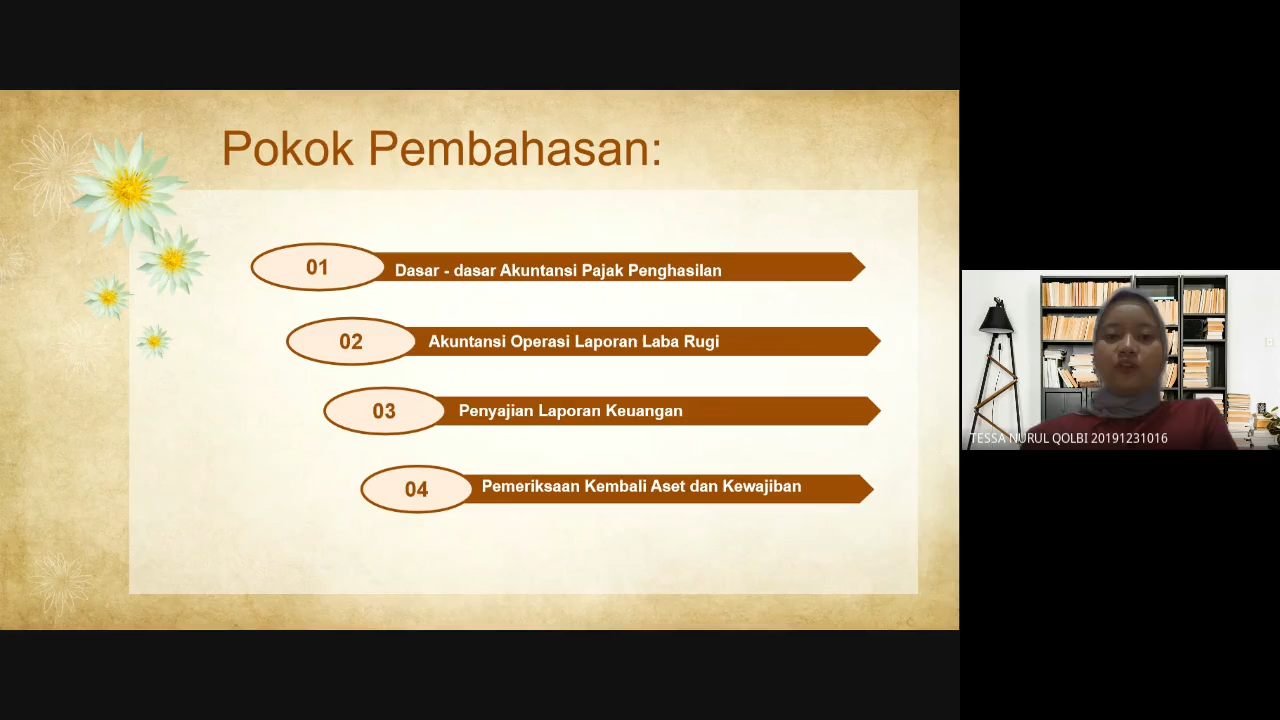 Pokok Pembahasan:
01
Dasar - dasar Akuntansi Pajak Penghasilan
02
Akuntansi Operasi Laporan Laba Rugi
03
Penyajian Laporan Keuangan
04
Pemeriksaan Kembali Aset dan Kewajiban
TESSA NURUL QOLBI 20191231016